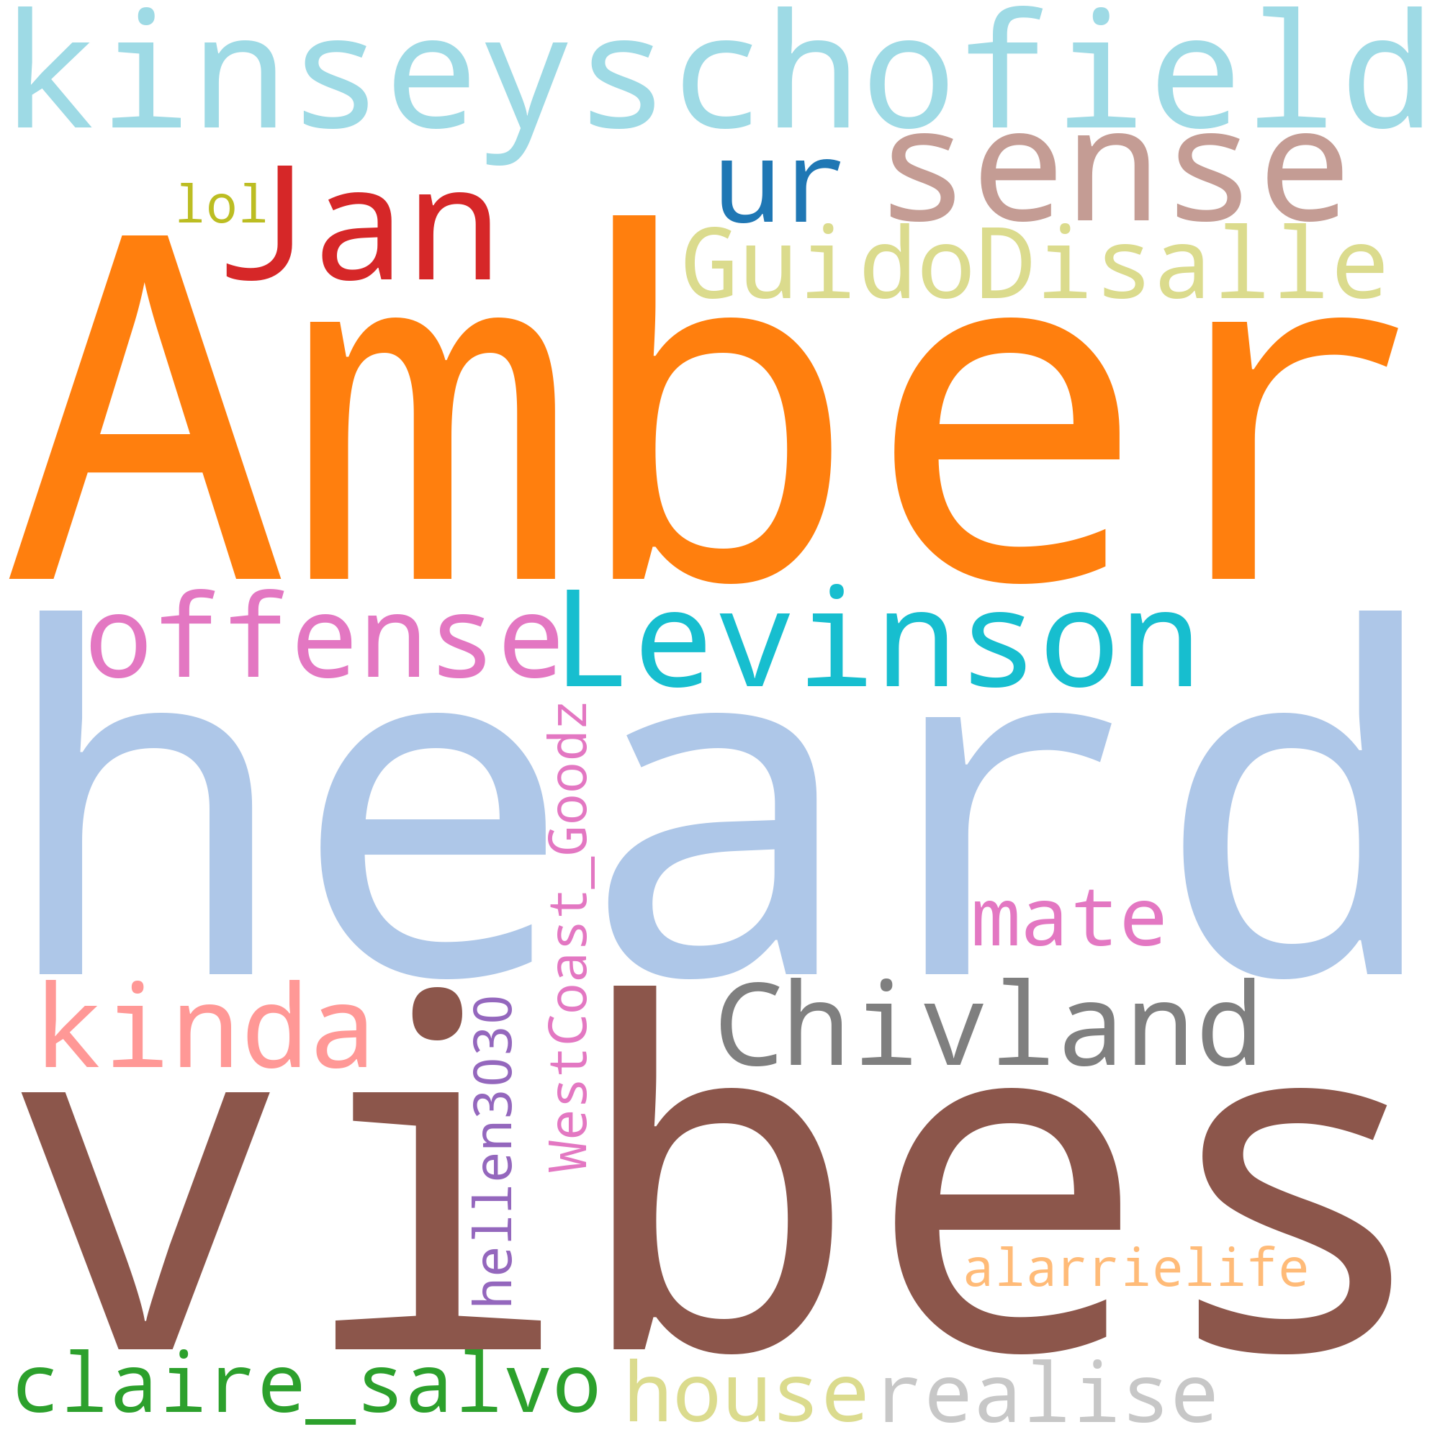 kinseyschofield
sense
ur
Jan
lol
GuidoDisalle
Amber
offense
Levinson
heard
WestCoast_Goodz
mate
kinda
Chivland
vibes
hellen3030
alarrielife
claire_salvo
house
realise